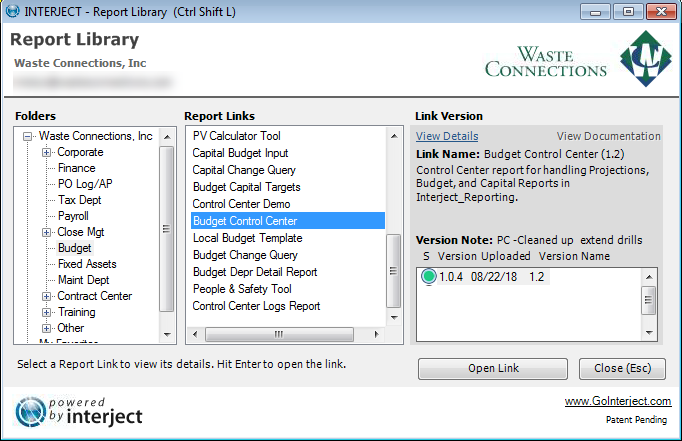 INTERJECT - Report Library  (Ctrl Shift L)
Report Library
Waste Connections, Inc
WASTE
CONNECTIONS
Folders
Waste Connections, Inc
Corporate
Finance
PO Log/AP
Tax Dept
Payroll
Close Mgt
Budget
Fixed Assets
Maint Dept
Contract Center
Training
Other
My Favorites
Report Links
PV Calculator Tool
Capital Budget Input
Capital Change Query
Budget Capital Targets
Control Center Demo
Budget Control Center
Local Budget Template
Budget Change Query
Budget Depr Detail Report
People & Safety Tool
Control Center Logs Report
Link Version
View Details View Documentation
Link Name: Budget Control Center (1.2)
Control Center report for handling Projections,
Budget, and Capital Reports in
Interject_Reporting.
Version Note: PC -Cleaned up  extend drills
S Version Uploaded Version Name
1.0.4 08/22/18 1.2
Select a Report Link to view its details. Hit Enter to open the link.
Open Link
Close (Esc)
powered
by interject
www.GoInterject.com
Patent Pending